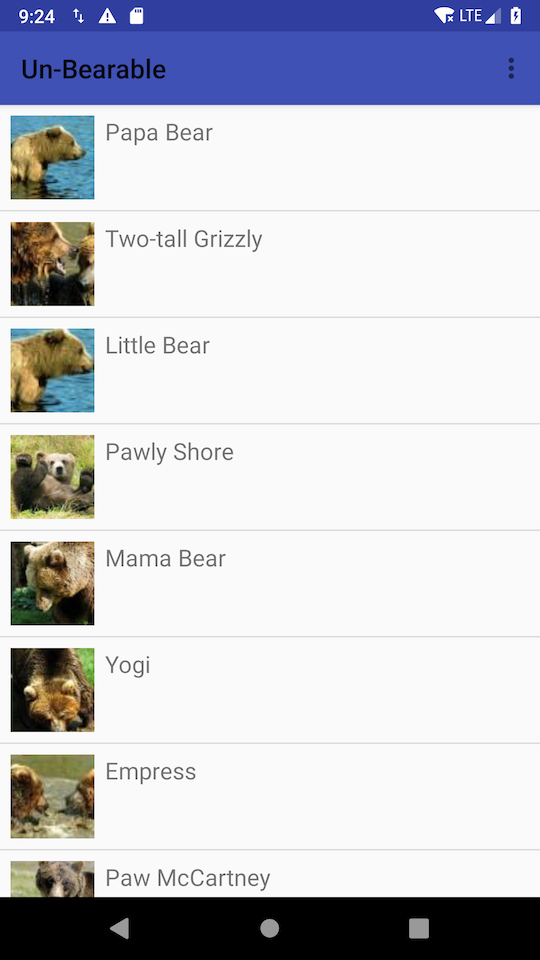 9:24 LTE
Un-Bearable
Papa Bear
Two-tall Grizzly
Little Bear
Pawly Shore
Mama Bear
Yogi
Empress
Paw McCartney